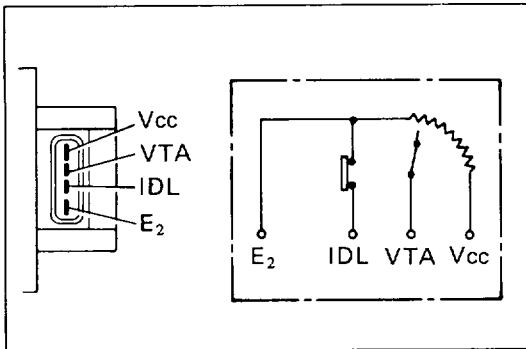 Vcc
VTA
IDL
E₂
E₂ IDL VTA Vcc